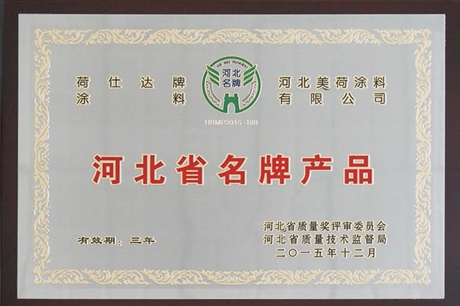 荷仕达牌
涂料
河北
名牌
河北美荷涂料
有限公司
HBMP2015-188
河北省名牌产品
有效期：三年
河北省质量奖评审委员会
河北省质量技术监督局
二〇一五年十二月